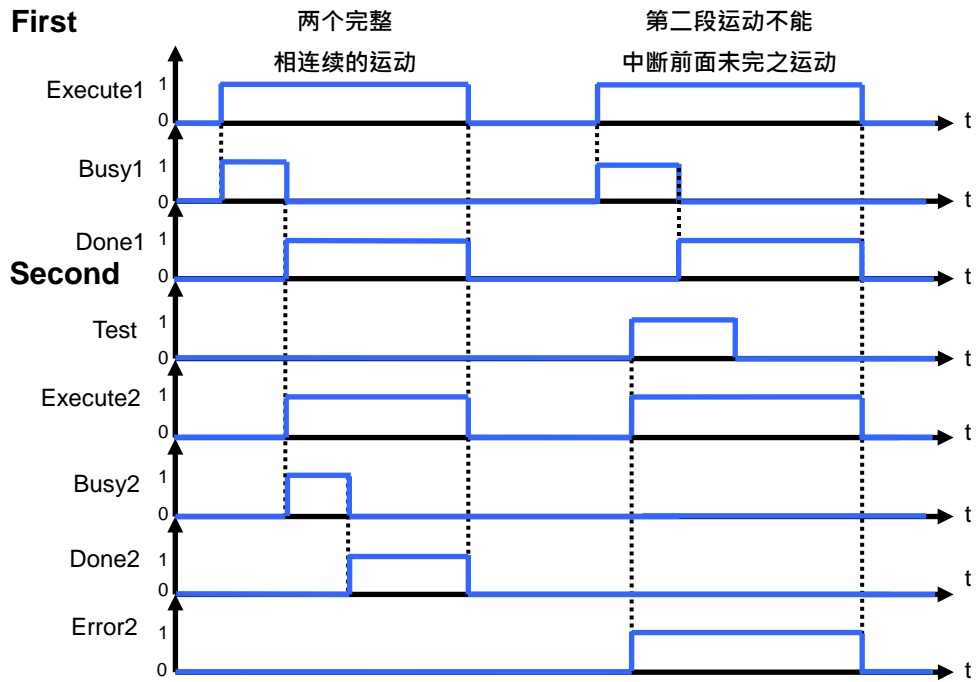 First
两个完整
相连续的运动
第二段运动不能
中断前面未完之运动
Execute1
1
0
t
Busy1
1
0
t
Done1
1
0
t
Second
Test
1
0
t
Execute2
1
0
t
Busy2
1
0
t
Done2
1
0
t
Error2
1
0
t